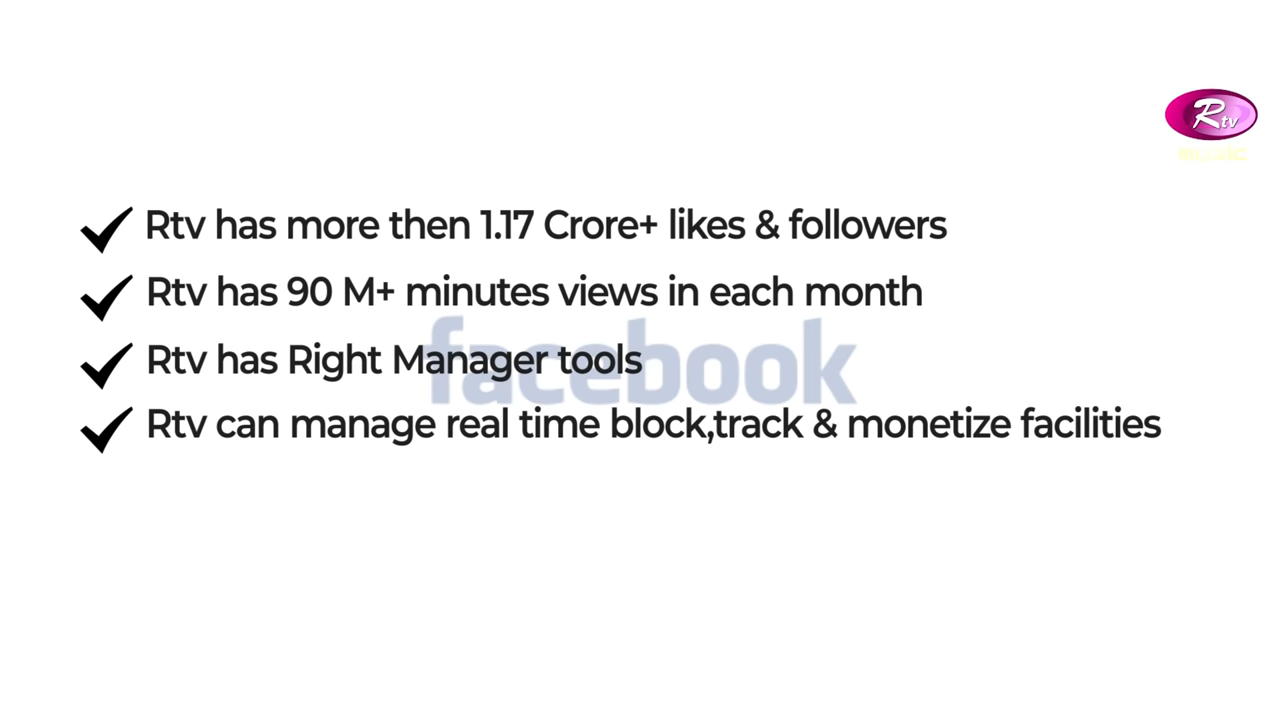 Rtv
MUSIC
Rtv has more then 1.17 Crore+ likes & followers
Rtv has 90 M+ minutes views in each month
Rtv has Right Manager tools
facebook
Rtv can manage real time block,track & monetize facilities